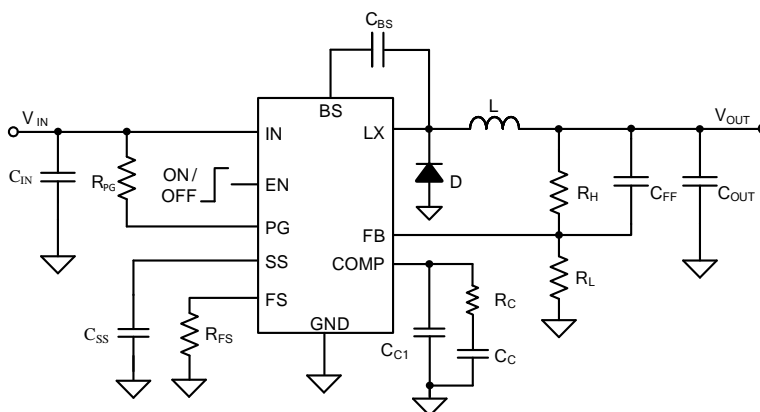 C_BS
BS
V_IN
IN
LX
L
V_OUT
C_IN
R_PG
ON/
OFF
EN
D
R_H
C_FF
C_OUT
PG
FB
SS
COMP
R_L
FS
R_C
C_SS
R_FS
GND
C_C1
C_C